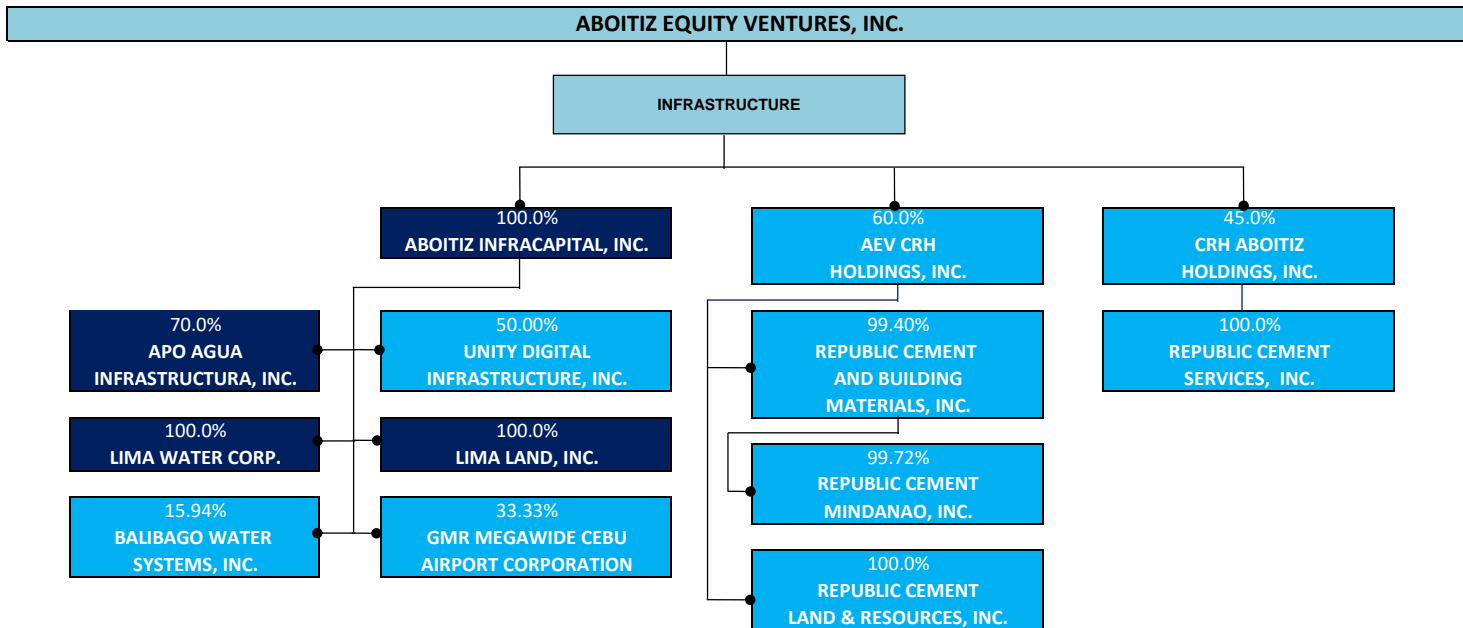 ABOITIZ EQUITY VENTURES, INC.
INFRASTRUCTURE
100.0%
ABOITIZ INFRACAPITAL, INC.
60.0%
AEV CRH
HOLDINGS, INC.
45.0%
CRH ABOITIZ
HOLDINGS, INC.
70.0%
APO AGUA
INFRASTRUCTURA, INC.
50.00%
UNITY DIGITAL
INFRASTRUCTURE, INC.
99.40%
REPUBLIC CEMENT
AND BUILDING
MATERIALS, INC.
100.0%
REPUBLIC CEMENT
SERVICES, INC.
100.0%
LIMA WATER CORP.
100.0%
LIMA LAND, INC.
99.72%
REPUBLIC CEMENT
MINDANAO, INC.
15.94%
BALIBAGO WATER
SYSTEMS, INC.
33.33%
GMR MEGAWIDE CEBU
AIRPORT CORPORATION
100.0%
REPUBLIC CEMENT
LAND & RESOURCES, INC.